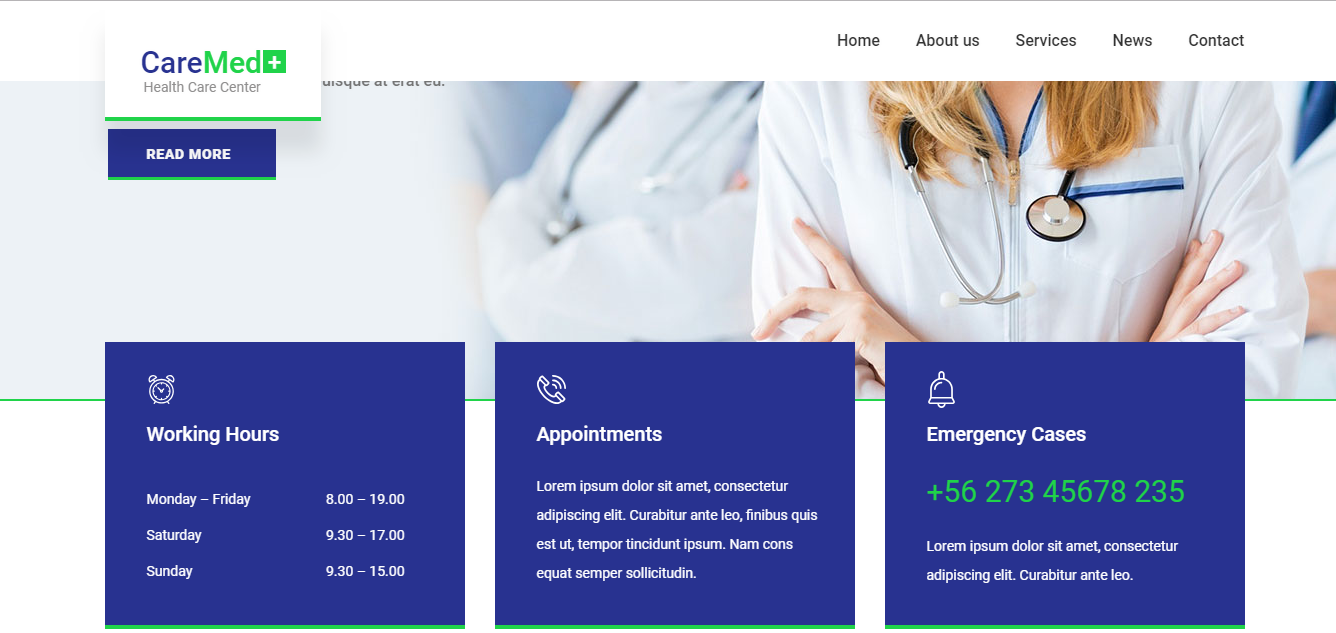 CareMed+
Health Care Center
Home About us Services News Contact
at erat eu.
READ MORE
Working Hours
Monday – Friday 8.00 – 19.00
Saturday 9.30 – 17.00
Sunday 9.30 – 15.00
Appointments
Lorem ipsum dolor sit amet, consectetur
adipiscing elit. Curabitur ante leo, finibus quis
est ut, tempor tincidunt ipsum. Nam cons
equat semper sollicitudin.
Emergency Cases
+56 273 45678 235
Lorem ipsum dolor sit amet, consectetur
adipiscing elit. Curabitur ante leo.